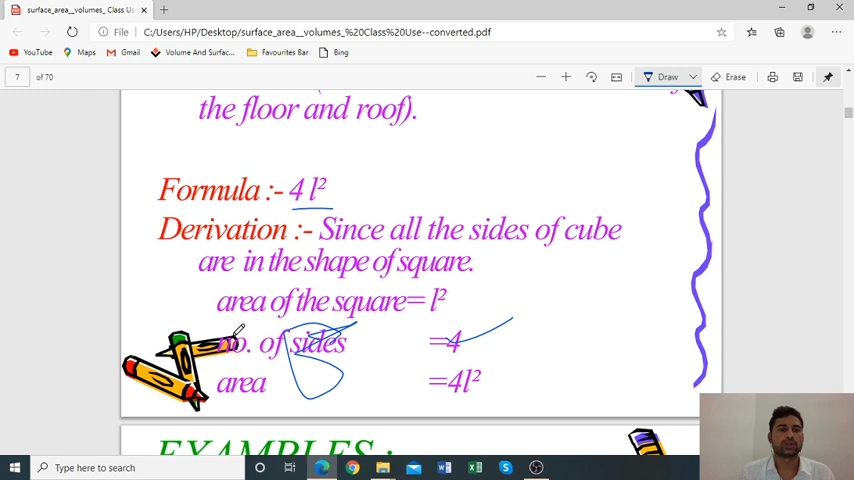 surface_area__volumes_ Class Us
File
C:/Users/HP/Desktop/surface_area__volumes_%20Class%20Use--converted.pdf
YouTube
Maps
Gmail
Volume And Surfac...
Favourites Bar
Bing
7 of 70
Draw
Erase
the floor and roof).
Formula :- 4 l²
Derivation :- Since all the sides of cube
are in the shape of square.
area of the square= l²
no. of sides =4
area =4l²
EXAMPLES :
Type here to search